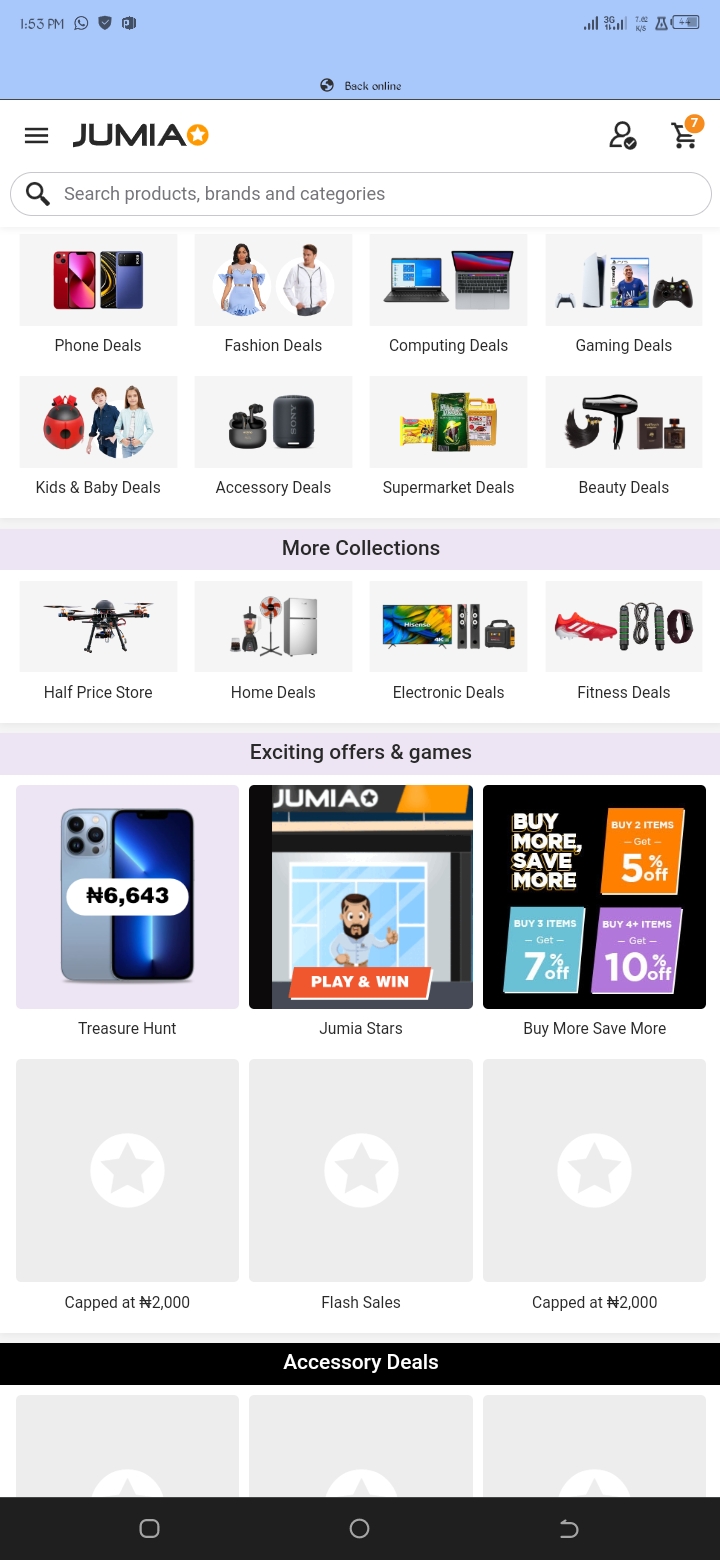 1:53 PM
3G
7.62
K/S
Back online
JUMIA
7
Search products, brands and categories
Phone Deals
Fashion Deals
Computing Deals
Gaming Deals
SONY
Kids & Baby Deals
Accessory Deals
Supermarket Deals
Beauty Deals
More Collections
Hisense
4K
Half Price Store
Home Deals
Electronic Deals
Fitness Deals
Exciting offers & games
₦6,643
JUMIA
PLAY & WIN
BUY
MORE,
SAVE
MORE
BUY 2 ITEMS
— Get —
5% off
BUY 3 ITEMS
— Get —
7% off
BUY 4+ ITEMS
— Get —
10% off
Treasure Hunt
Jumia Stars
Buy More Save More
Capped at ₦2,000
Flash Sales
Capped at ₦2,000
Accessory Deals